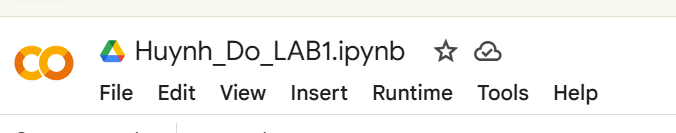 Huynh_Do_LAB1.ipynb
File Edit View Insert Runtime Tools Help